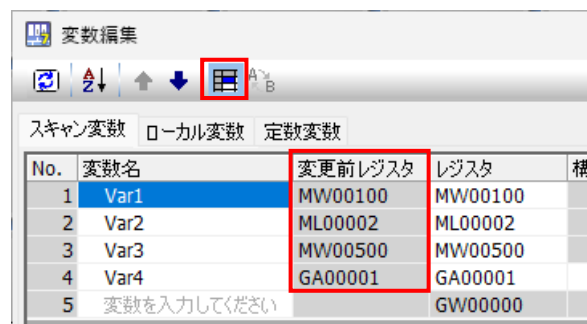 変数編集
スキャン変数 ローカル変数 定数変数
No. 変数名 変更前レジスタ レジスタ 構
1 Var1 MW00100 MW00100
2 Var2 ML00002 ML00002
3 Var3 MW00500 MW00500
4 Var4 GA00001 GA00001
5 変数を入力してください GW00000